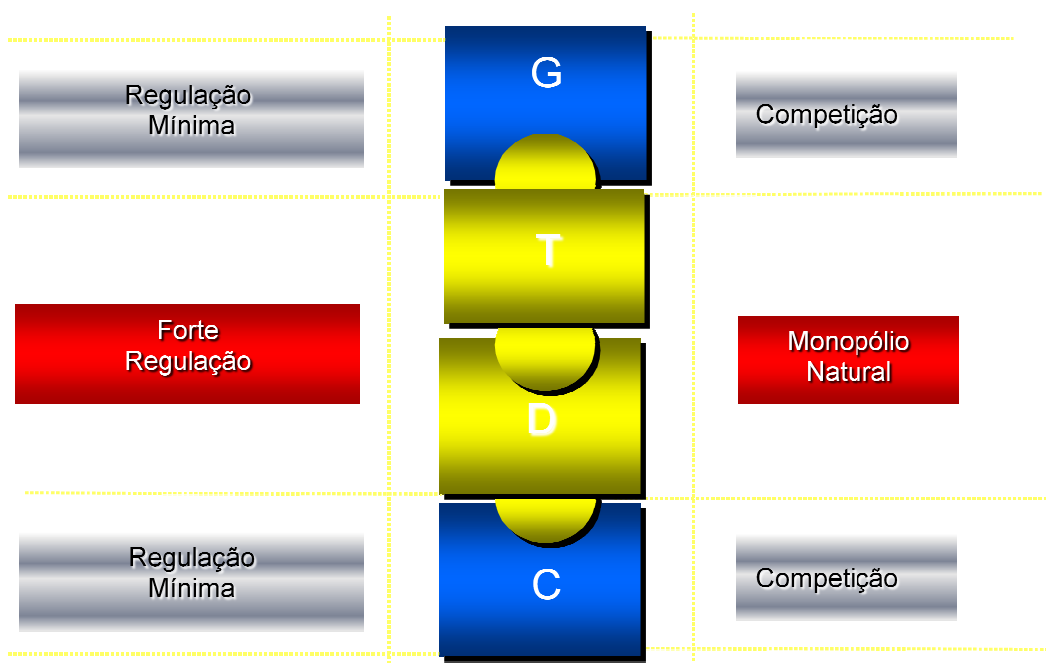 G
Regulação
Mínima
Competição
T
Forte
Regulação
Monopólio
Natural
D
Regulação
Mínima
C
Competição